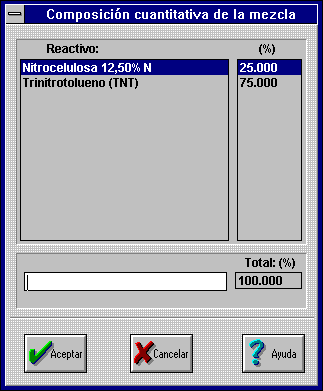 Composición cuantitativa de la mezcla
Reactivo: (%)
Nitrocelulosa 12,50% N 25.000
Trinitrotolueno (TNT) 75.000
Total: (%)
100.000
Aceptar Cancelar Ayuda